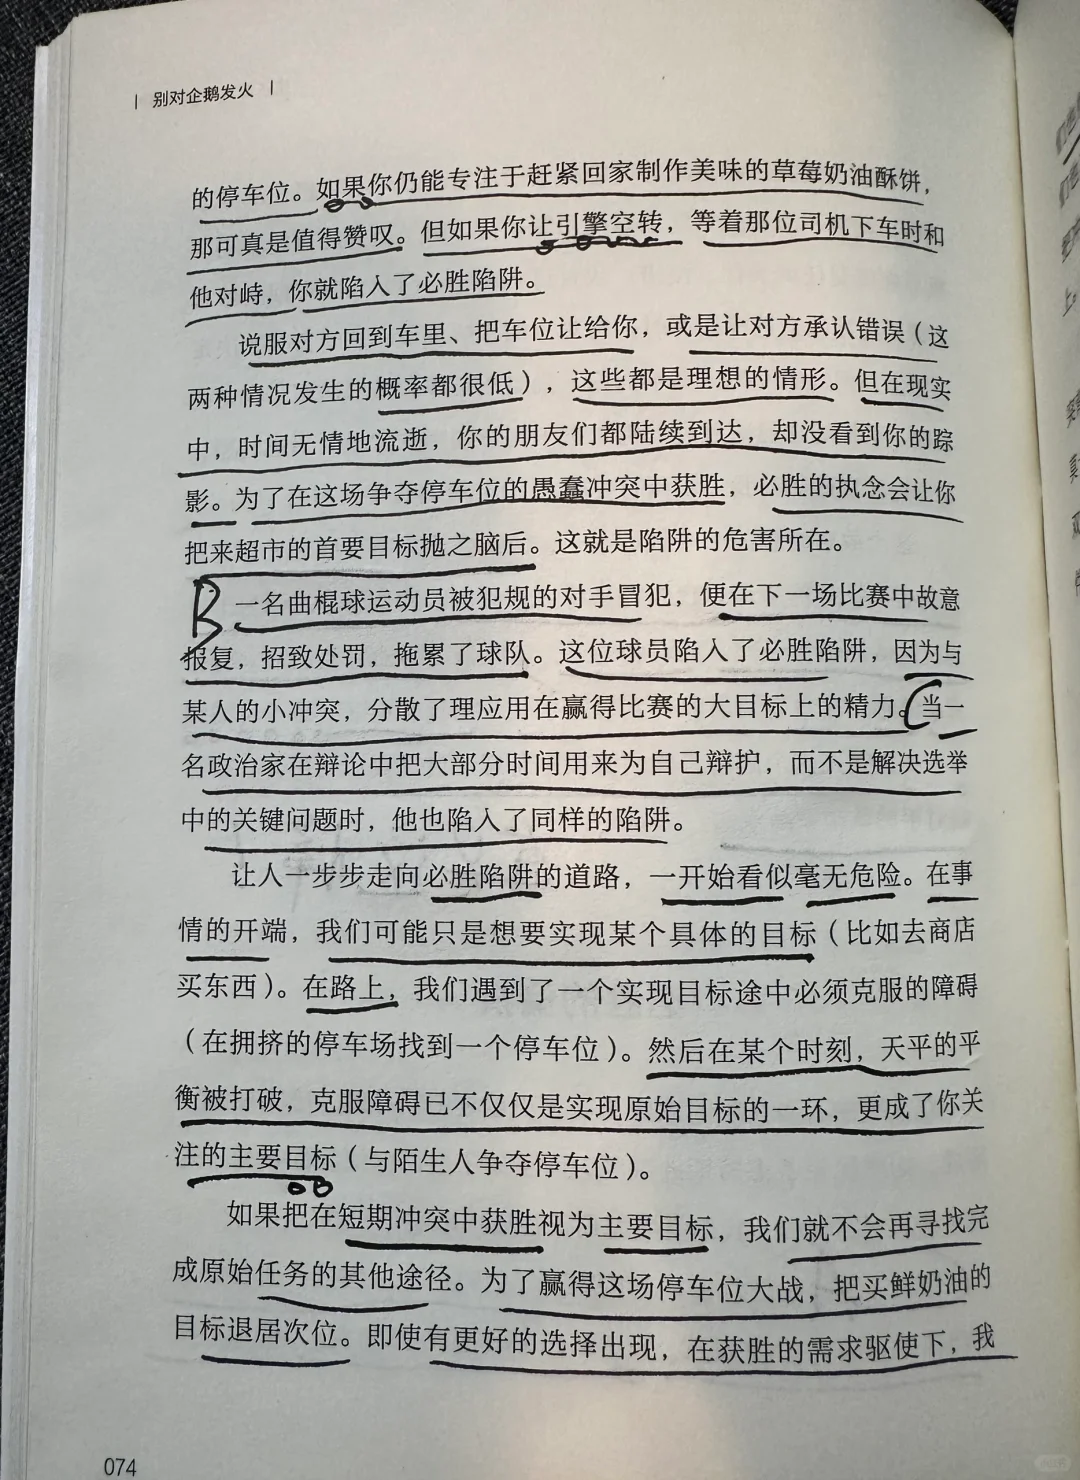 | 别对企鹅发火 |
的停车位。如果你仍能专注于赶紧回家制作美味的草莓奶油酥饼，
那可真是值得赞叹。但如果你让引擎空转，等着那位司机下车时和
他对峙，你就陷入了必胜陷阱。
说服对方回到车里、把车位让给你，或是让对方承认错误（这
两种情况发生的概率都很低），这些都是理想的情形。但在现实
中，时间无情地流逝，你的朋友们都陆续到达，却没看到你的踪
影。为了在这场争夺停车位的愚蠢冲突中获胜，必胜的执念会让你
把来超市的首要目标抛之脑后。这就是陷阱的危害所在。
B 一名曲棍球运动员被犯规的对手冒犯，便在下一场比赛中故意
报复，招致处罚，拖累了球队。这位球员陷入了必胜陷阱，因为与
某人的小冲突，分散了理应用在赢得比赛的大目标上的精力。当一
名政治家在辩论中把大部分时间用来为自己辩护，而不是解决选举
中的关键问题时，他也陷入了同样的陷阱。
让人一步步走向必胜陷阱的道路，一开始看似毫无危险。在事
情的开端，我们可能只是想要实现某个具体的目标（比如去商店
买东西）。在路上，我们遇到了一个实现目标途中必须克服的障碍
（在拥挤的停车场找到一个停车位）。然后在某个时刻，天平的平
衡被打破，克服障碍已不仅仅是实现原始目标的一环，更成了你关
注的主要目标（与陌生人争夺停车位）。
如果把在短期冲突中获胜视为主要目标，我们就不会再寻找完
成原始任务的其他途径。为了赢得这场停车位大战，把买鲜奶油的
目标退居次位。即使有更好的选择出现，在获胜的需求驱使下，我
074